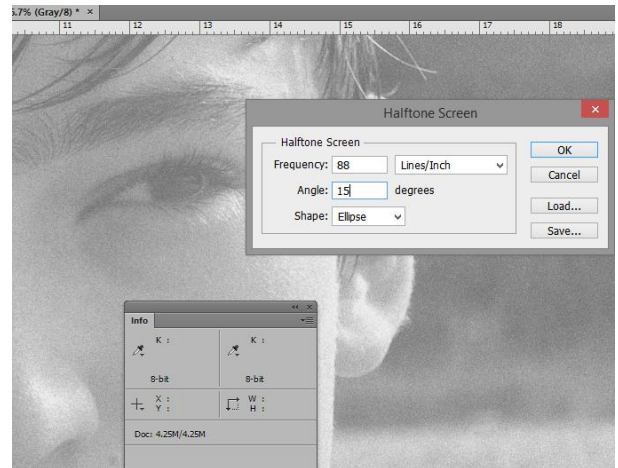 5.7% (Gray/8) * ×
11 12 13 14 15 16 17 18
Halftone Screen ×
Halftone Screen
Frequency: 88 Lines/Inch
Angle: 15 degrees
Shape: Ellipse
OK
Cancel
Load...
Save...
Info
K : K :
8-bit 8-bit
X : W :
Y : H :
Doc: 4.25M/4.25M